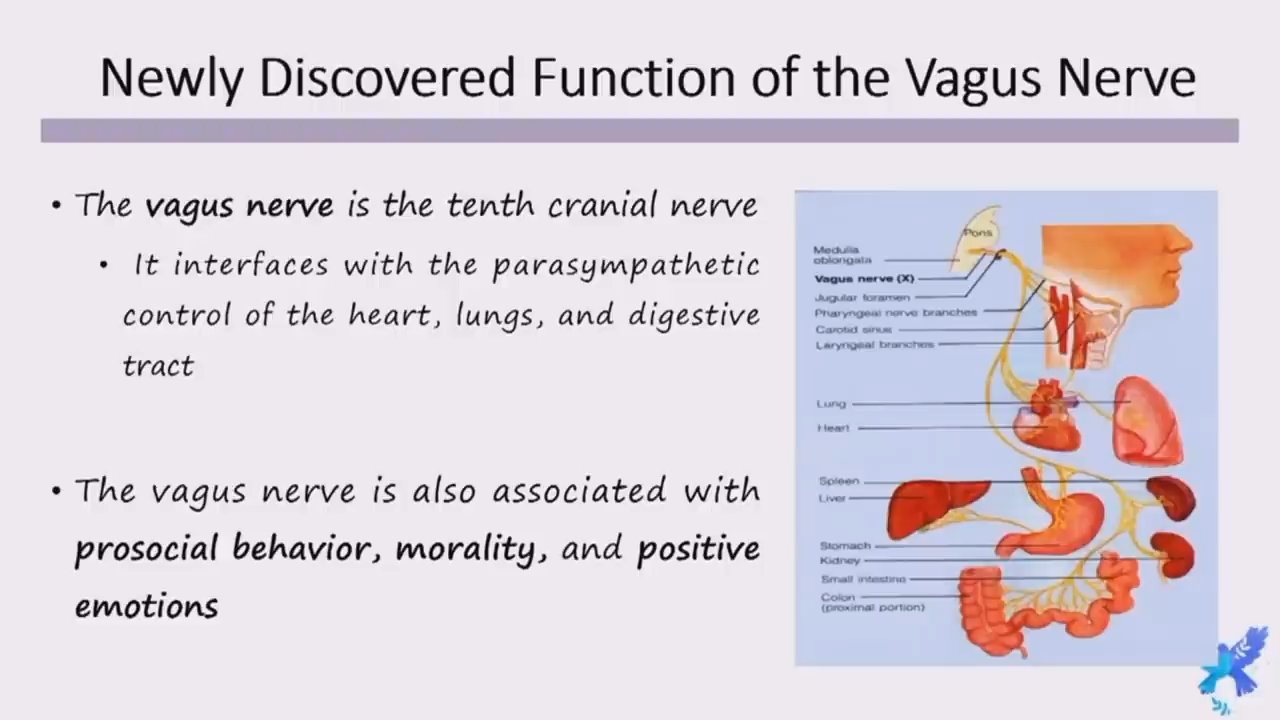 Newly Discovered Function of the Vagus Nerve
• The vagus nerve is the tenth cranial nerve
• It interfaces with the parasympathetic
control of the heart, lungs, and digestive
tract
• The vagus nerve is also associated with
prosocial behavior, morality, and positive
emotions
Pons
Medulla
oblongata
Vagus nerve (X)
Jugular foramen
Pharyngeal nerve branches
Carotid sinus
Laryngeal branches
Lung
Heart
Spleen
Liver
Stomach
Kidney
Small intestine
Colon
(proximal portion)